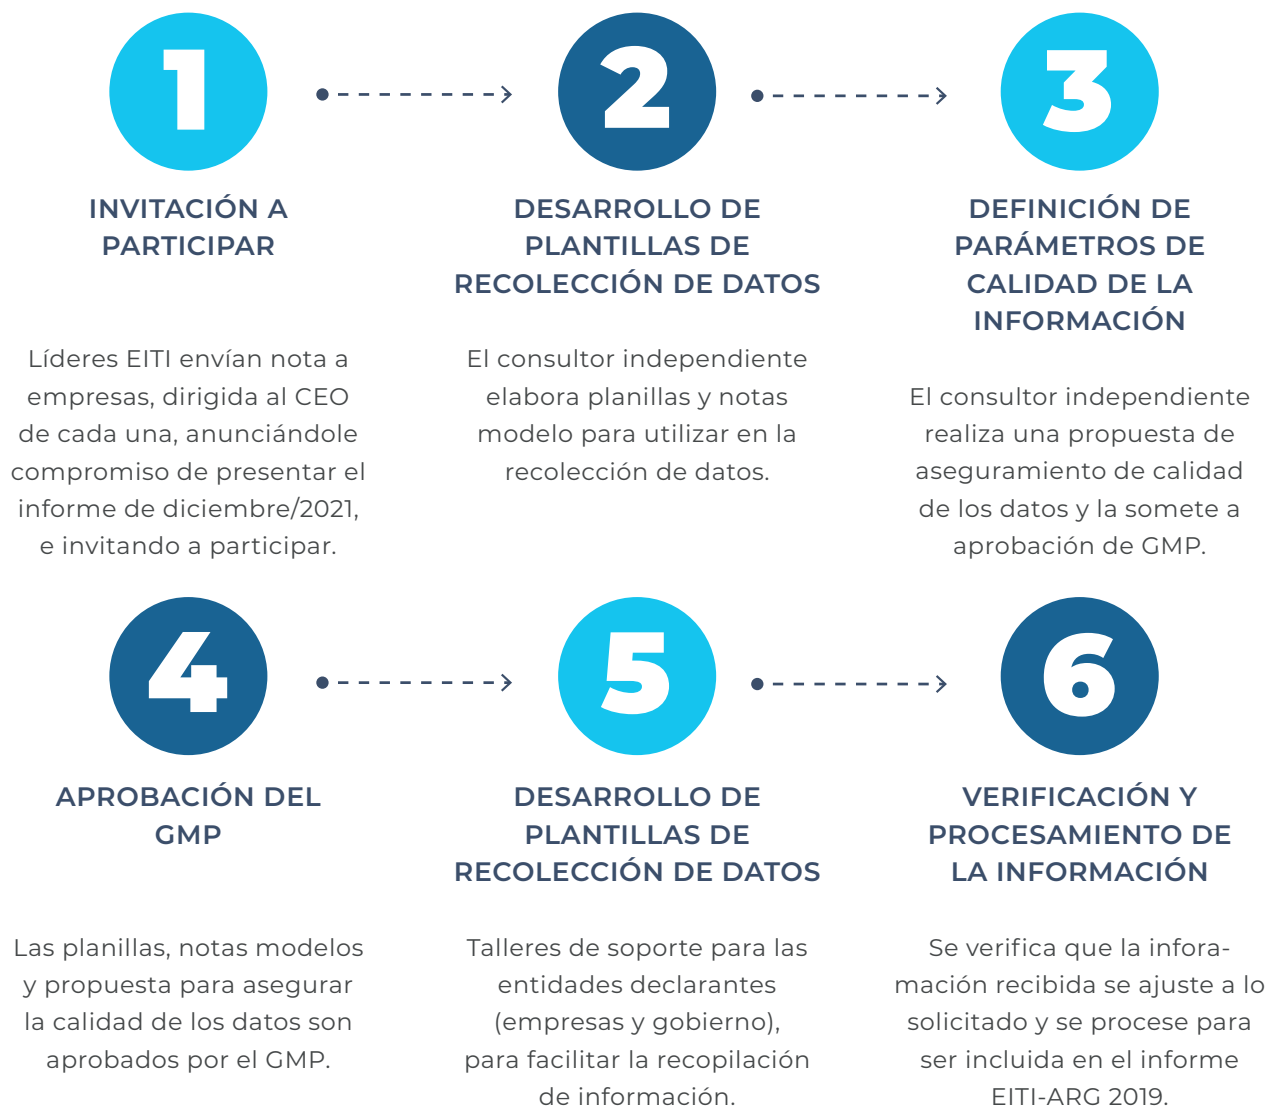 1
INVITACIÓN A
PARTICIPAR
Líderes EITI envían nota a
empresas, dirigida al CEO
de cada una, anunciándole
compromiso de presentar el
informe de diciembre/2021,
e invitando a participar.
2
DESARROLLO DE
PLANTILLAS DE
RECOLECCIÓN DE DATOS
El consultor independiente
elabora planillas y notas
modelo para utilizar en la
recolección de datos.
3
DEFINICIÓN DE
PARÁMETROS DE
CALIDAD DE LA
INFORMACIÓN
El consultor independiente
realiza una propuesta de
aseguramiento de calidad
de los datos y la somete a
aprobación de GMP.
4
APROBACIÓN DEL
GMP
Las planillas, notas modelos
y propuesta para asegurar
la calidad de los datos son
aprobados por el GMP.
5
DESARROLLO DE
PLANTILLAS DE
RECOLECCIÓN DE DATOS
Talleres de soporte para las
entidades declarantes
(empresas y gobierno),
para facilitar la recopilación
de información.
6
VERIFICACIÓN Y
PROCESAMIENTO DE
LA INFORMACIÓN
Se verifica que la infora-
mación recibida se ajuste a lo
solicitado y se procese para
ser incluida en el informe
EITI-ARG 2019.